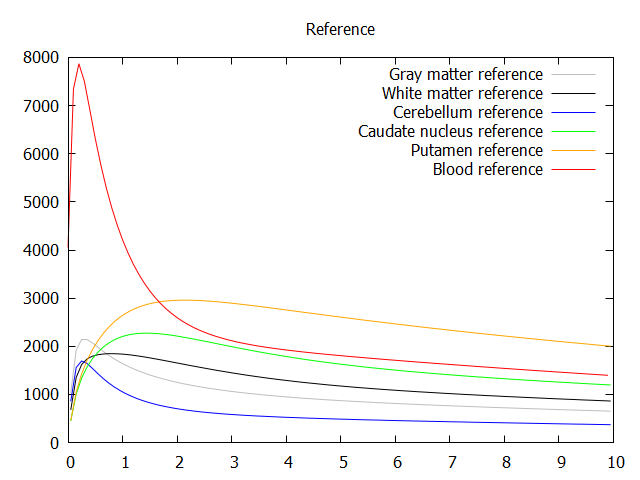 Reference
8000
7000
6000
5000
4000
3000
2000
1000
0
Gray matter reference
White matter reference
Cerebellum reference
Caudate nucleus reference
Putamen reference
Blood reference
0 1 2 3 4 5 6 7 8 9 10